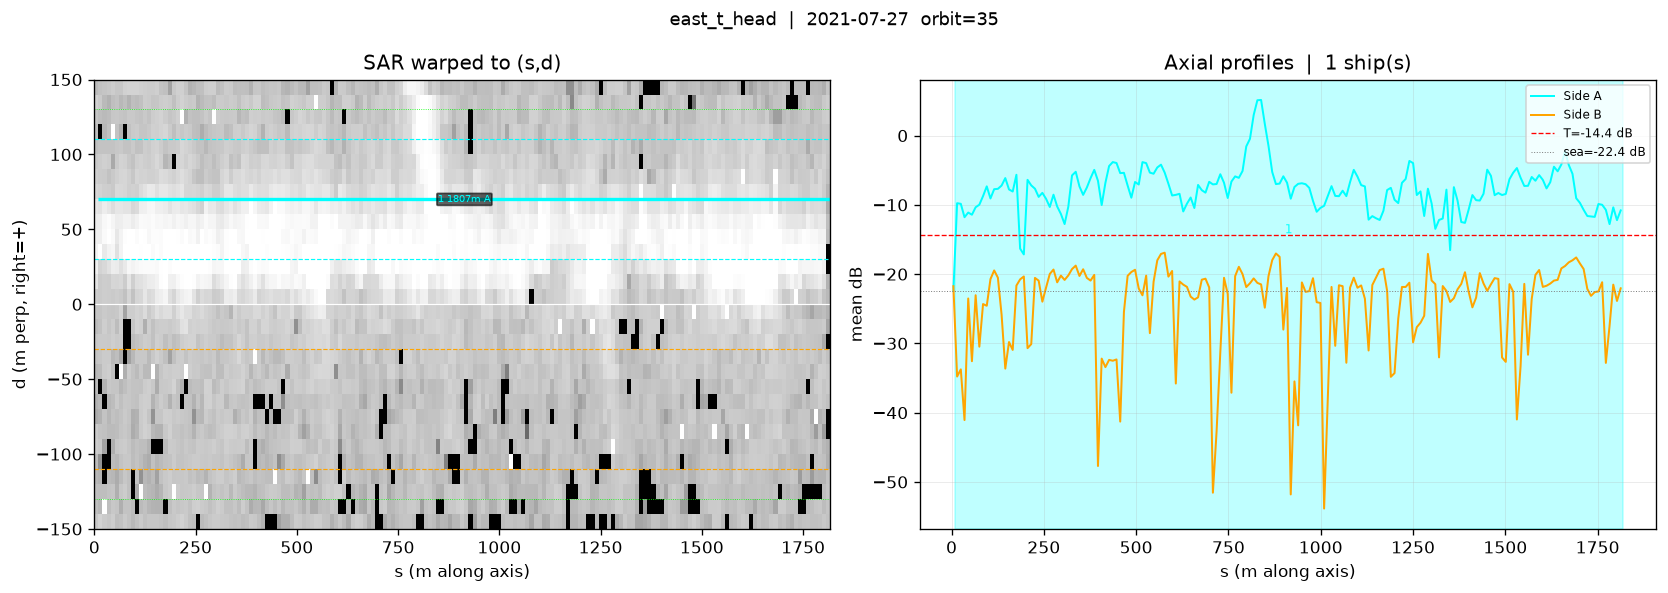 east_t_head | 2021-07-27 orbit=35
SAR warped to (s,d)
150
100
50
0
−50
−100
−150
d (m perp, right=+)
1 1807m A
0
250
500
750
1000
1250
1500
1750
s (m along axis)
Axial profiles | 1 ship(s)
0
−10
−20
−30
−40
−50
mean dB
Side A
Side B
T=-14.4 dB
sea=-22.4 dB
1
0
250
500
750
1000
1250
1500
1750
s (m along axis)